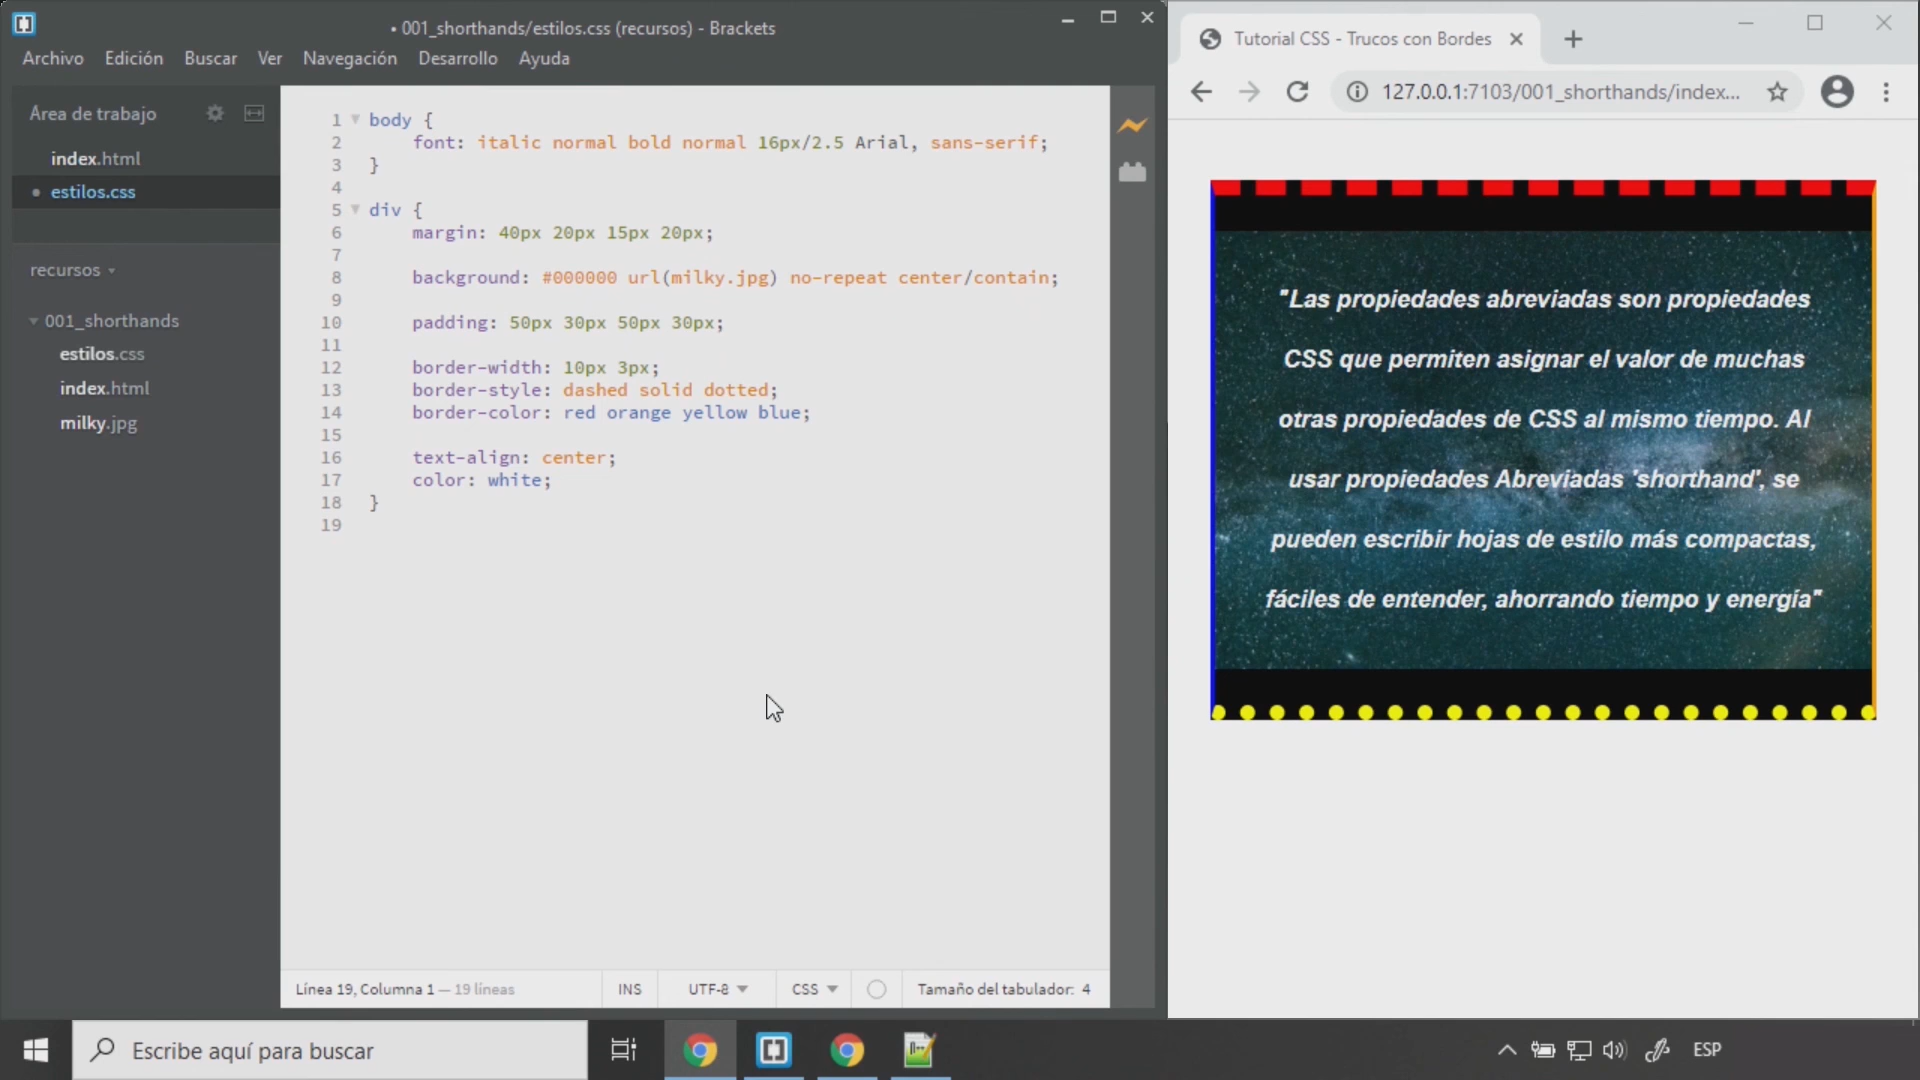 • 001_shorthands/estilos.css (recursos) - Brackets
Archivo Edición Buscar Ver Navegación Desarrollo Ayuda
Área de trabajo
index.html
estilos.css
recursos
001_shorthands
estilos.css
index.html
milky.jpg
1 body {
2 font: italic normal bold normal 16px/2.5 Arial, sans-serif;
3 }
4
5 div {
6 margin: 40px 20px 15px 20px;
7
8 background: #000000 url(milky.jpg) no-repeat center/contain;
9
10 padding: 50px 30px 50px 30px;
11
12 border-width: 10px 3px;
13 border-style: dashed solid dotted;
14 border-color: red orange yellow blue;
15
16 text-align: center;
17 color: white;
18 }
19
Línea 19, Columna 1 — 19 líneas INS UTF-8 CSS Tamaño del tabulador: 4
Tutorial CSS - Trucos con Bordes
127.0.0.1:7103/001_shorthands/index...
"Las propiedades abreviadas son propiedades
CSS que permiten asignar el valor de muchas
otras propiedades de CSS al mismo tiempo. Al
usar propiedades Abreviadas 'shorthand', se
pueden escribir hojas de estilo más compactas,
fáciles de entender, ahorrando tiempo y energía"
Escribe aquí para buscar
ESP